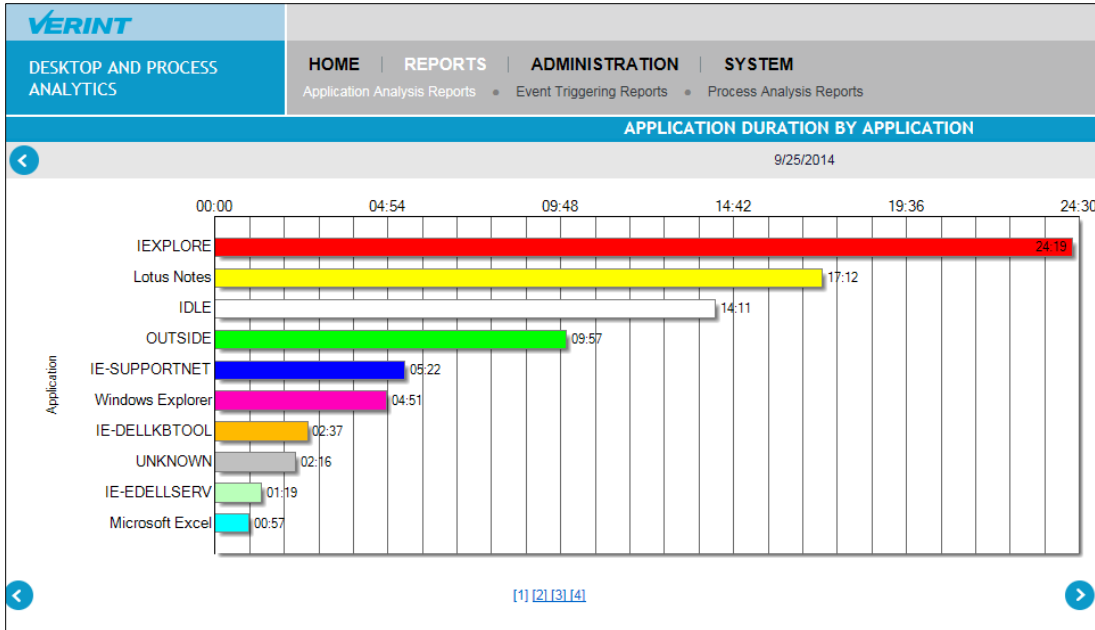 VERINT
DESKTOP AND PROCESS
ANALYTICS
HOME | REPORTS | ADMINISTRATION | SYSTEM
Application Analysis Reports • Event Triggering Reports • Process Analysis Reports
APPLICATION DURATION BY APPLICATION
9/25/2014
00:00 04:54 09:48 14:42 19:36 24:30
IEXPLORE 24:19
Lotus Notes 17:12
IDLE 14:11
OUTSIDE 09:57
IE-SUPPORTNET 05:22
Windows Explorer 04:51
IE-DELLKBTOOL 02:37
UNKNOWN 02:16
IE-EDELLSERV 01:19
Microsoft Excel 00:57
Application
[1] [2] [3] [4]